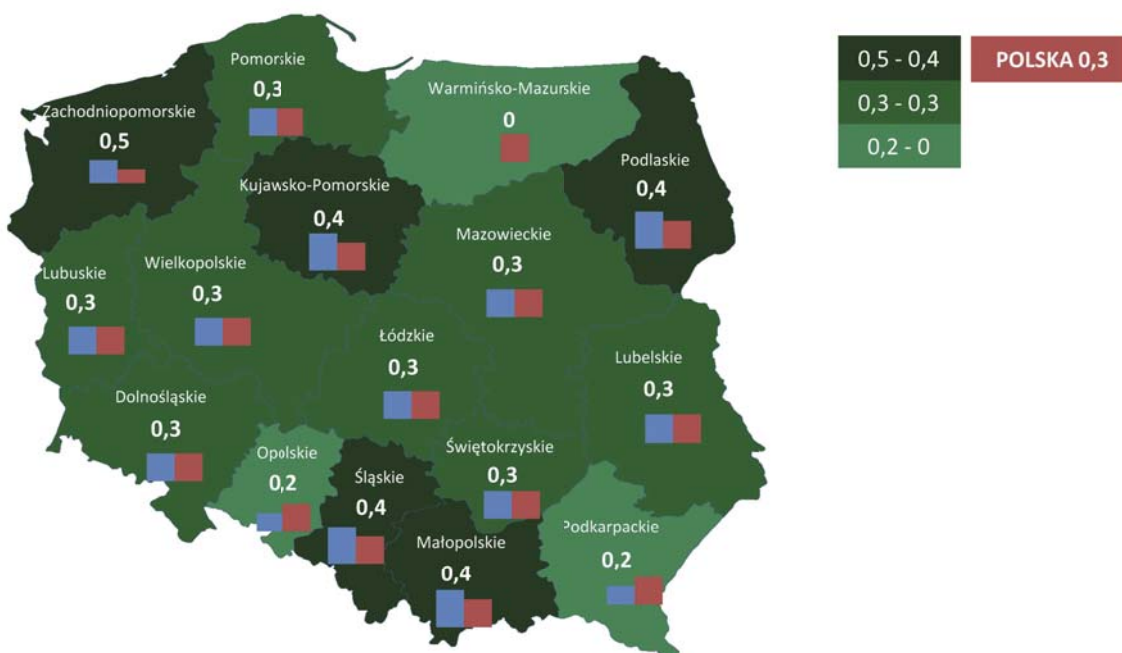 Pomorskie
0,3
Warmińsko-Mazurskie
0
Zachodniopomorskie
0,5
Podlaskie
0,4
Kujawsko-Pomorskie
0,4
Mazowieckie
0,3
Lubuskie
0,3
Wielkopolskie
0,3
Łódzkie
0,3
Lubelskie
0,3
Dolnośląskie
0,3
Opolskie
0,2
Śląskie
0,4
Świętokrzyskie
0,3
Małopolskie
0,4
Podkarpackie
0,2
0,5 - 0,4
0,3 - 0,3
0,2 - 0
POLSKA 0,3